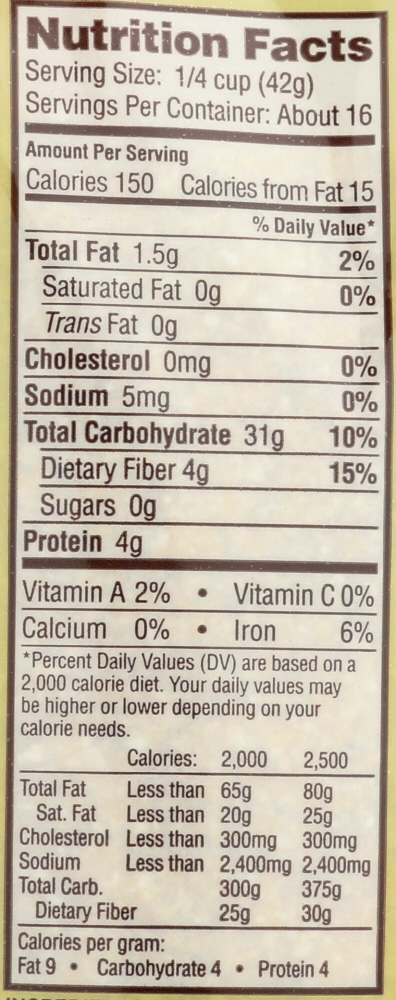 Nutrition Facts
Serving Size: 1/4 cup (42g)
Servings Per Container: About 16
Amount Per Serving
Calories 150 Calories from Fat 15
% Daily Value*
Total Fat 1.5g 2%
Saturated Fat 0g 0%
Trans Fat 0g
Cholesterol 0mg 0%
Sodium 5mg 0%
Total Carbohydrate 31g 10%
Dietary Fiber 4g 15%
Sugars 0g
Protein 4g
Vitamin A 2% • Vitamin C 0%
Calcium 0% • Iron 6%
*Percent Daily Values (DV) are based on a
2,000 calorie diet. Your daily values may
be higher or lower depending on your
calorie needs.
Calories: 2,000 2,500
Total Fat Less than 65g 80g
Sat. Fat Less than 20g 25g
Cholesterol Less than 300mg 300mg
Sodium Less than 2,400mg 2,400mg
Total Carb. 300g 375g
Dietary Fiber 25g 30g
Calories per gram:
Fat 9 • Carbohydrate 4 • Protein 4